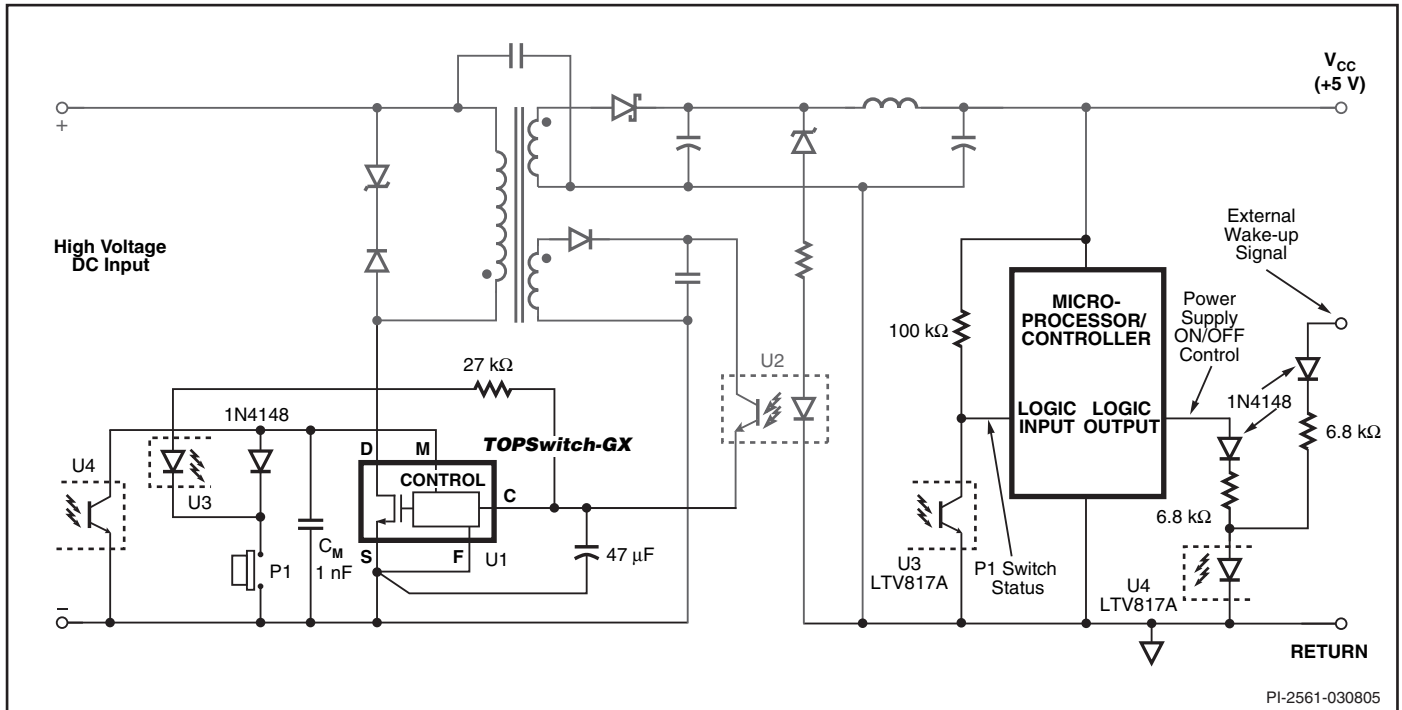 V_CC
(+5 V)
+
High Voltage
DC Input
External
Wake-up
Signal
MICRO-
PROCESSOR/
CONTROLLER
Power
Supply
ON/OFF
Control
100 kΩ
27 kΩ
U2
1N4148
1N4148
LOGIC
INPUT
LOGIC
OUTPUT
6.8 kΩ
TOPSwitch-GX
D
M
U4
CONTROL
C
U3
6.8 kΩ
C_M
1 nF
P1
S
F
U1
47 μF
U3
LTV817A
P1 Switch
Status
U4
LTV817A
–
RETURN
PI-2561-030805